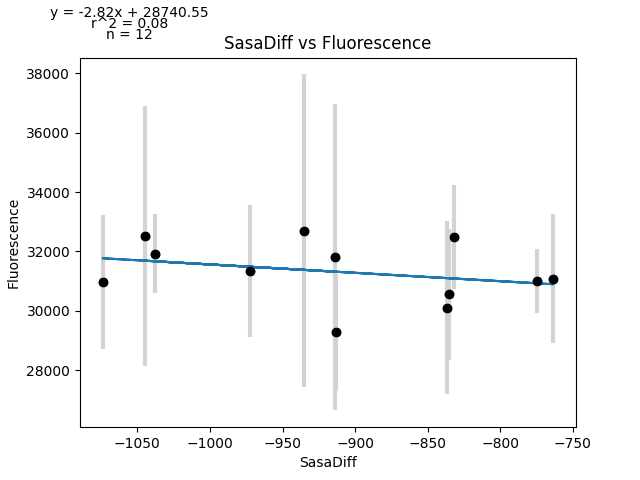 y = -2.82x + 28740.55
r^2 = 0.08
n = 12
SasaDiff vs Fluorescence
38000
36000
34000
32000
30000
28000
Fluorescence
−1050
−1000
−950
−900
−850
−800
−750
SasaDiff